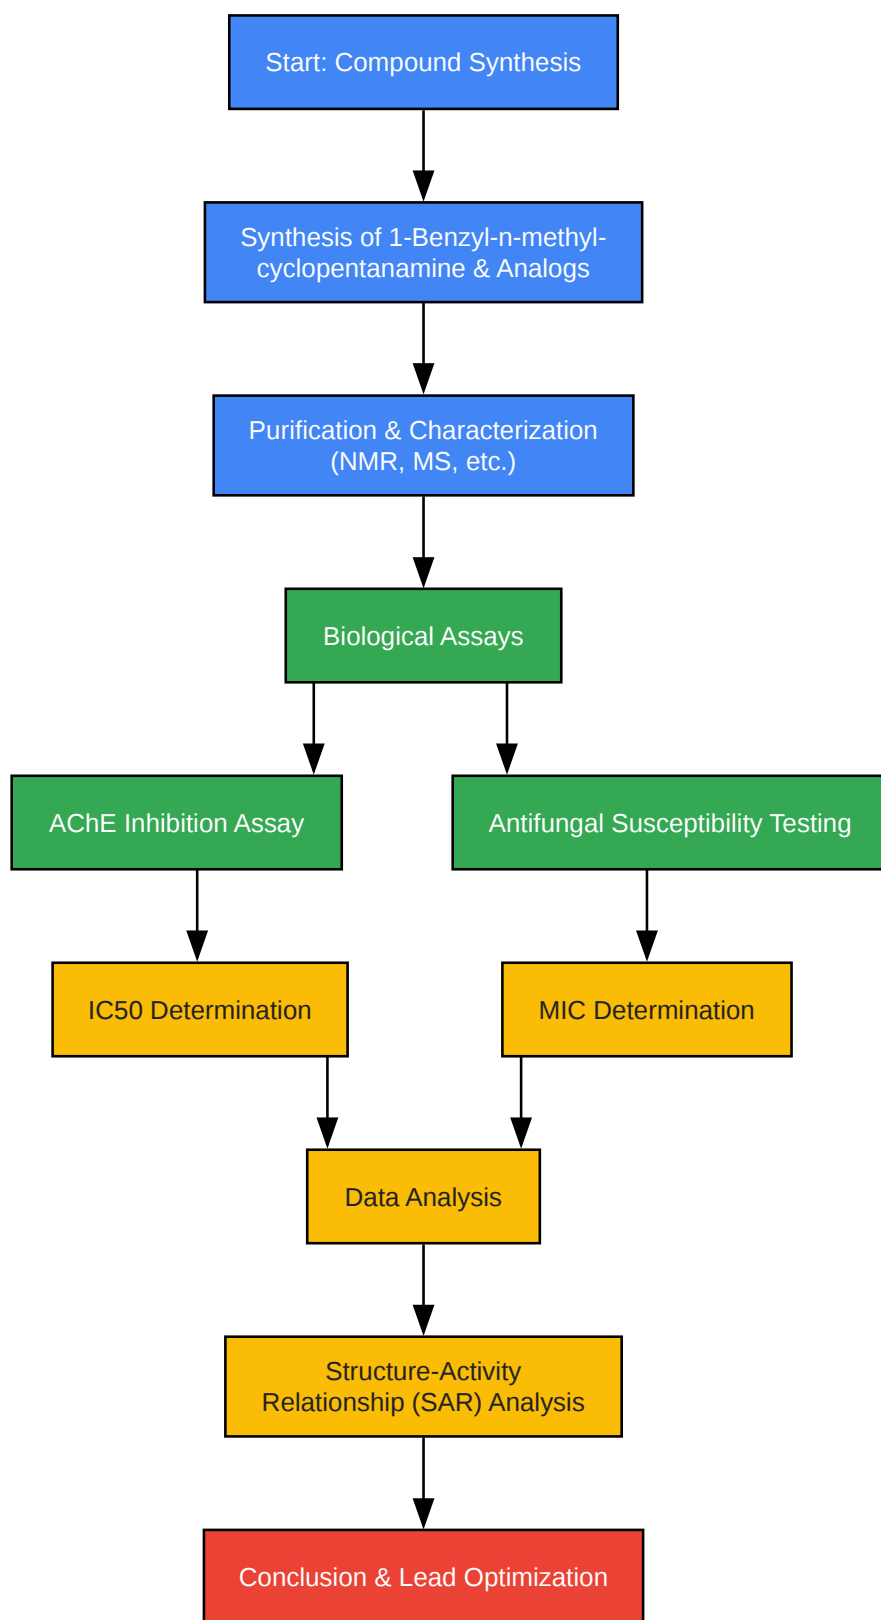 Start: Compound Synthesis
Synthesis of 1-Benzyl-n-methyl-
cyclopentanamine & Analogs
Purification & Characterization
(NMR, MS, etc.)
Biological Assays
AChE Inhibition Assay
Antifungal Susceptibility Testing
IC50 Determination
MIC Determination
Data Analysis
Structure-Activity
Relationship (SAR) Analysis
Conclusion & Lead Optimization